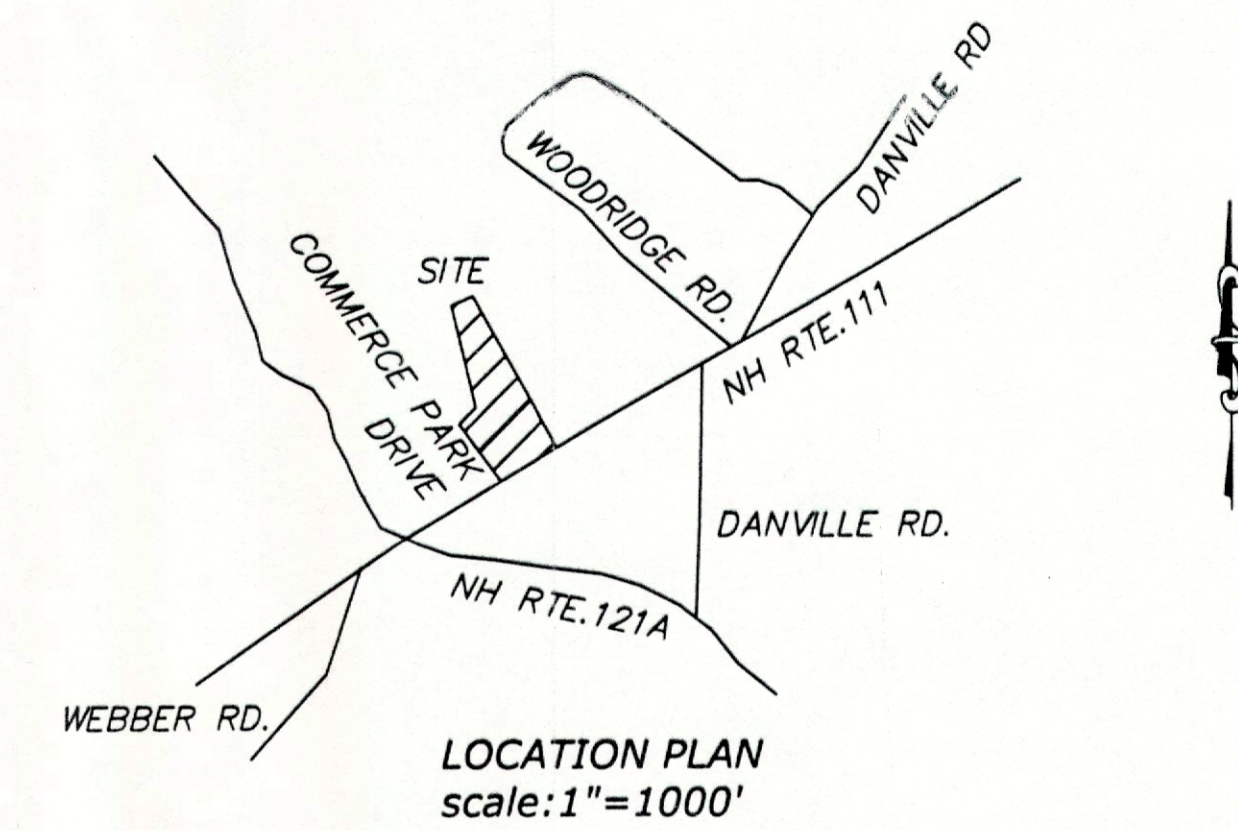 DANVILLE RD
WOODRIDGE RD.
SITE
COMMERCE PARK
DRIVE
NH RTE.111
DANVILLE RD.
NH RTE.121A
WEBBER RD.
LOCATION PLAN
scale:1"=1000'